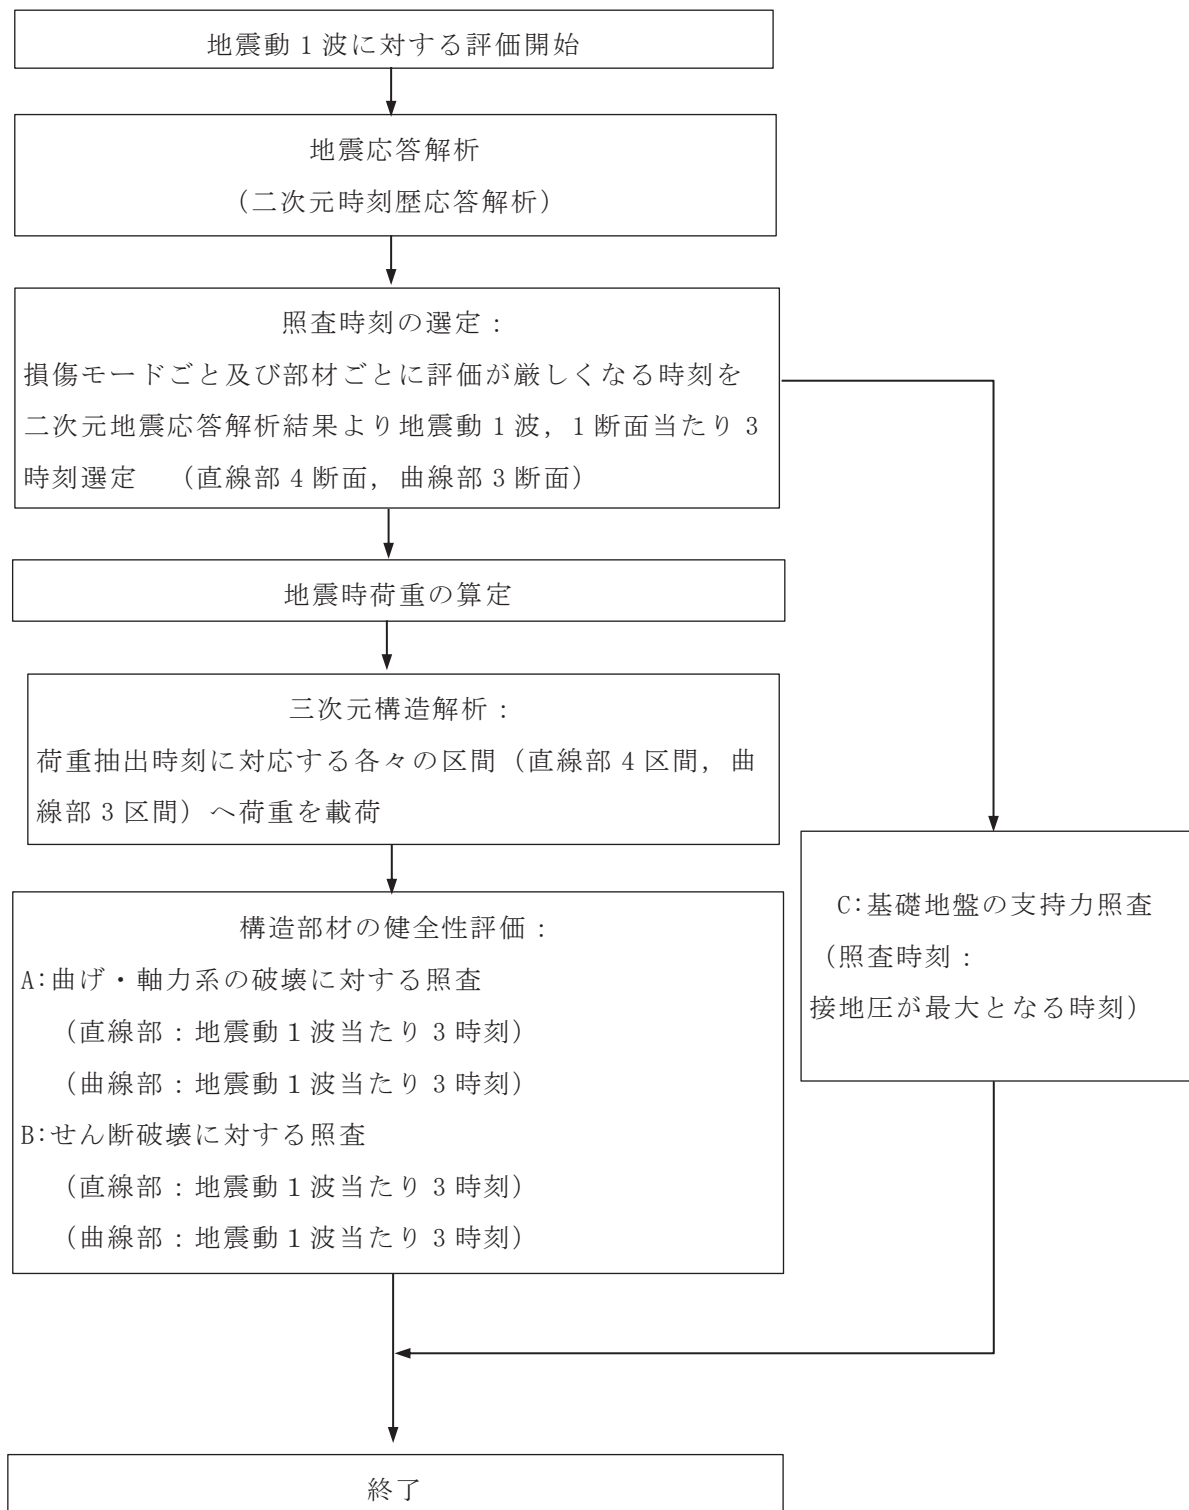 地震動1波に対する評価開始
地震応答解析
(二次元時刻歴応答解析)
照査時刻の選定:
損傷モードごと及び部材ごとに評価が厳しくなる時刻を
二次元地震応答解析結果より地震動1波,1断面当たり3
時刻選定 (直線部4断面,曲線部3断面)
地震時荷重の算定
三次元構造解析:
荷重抽出時刻に対応する各々の区間(直線部4区間,曲
線部3区間)へ荷重を載荷
構造部材の健全性評価:
A:曲げ・軸力系の破壊に対する照査
(直線部:地震動1波当たり3時刻)
(曲線部:地震動1波当たり3時刻)
B:せん断破壊に対する照査
(直線部:地震動1波当たり3時刻)
(曲線部:地震動1波当たり3時刻)
C:基礎地盤の支持力照査
(照査時刻:
接地圧が最大となる時刻)
終了